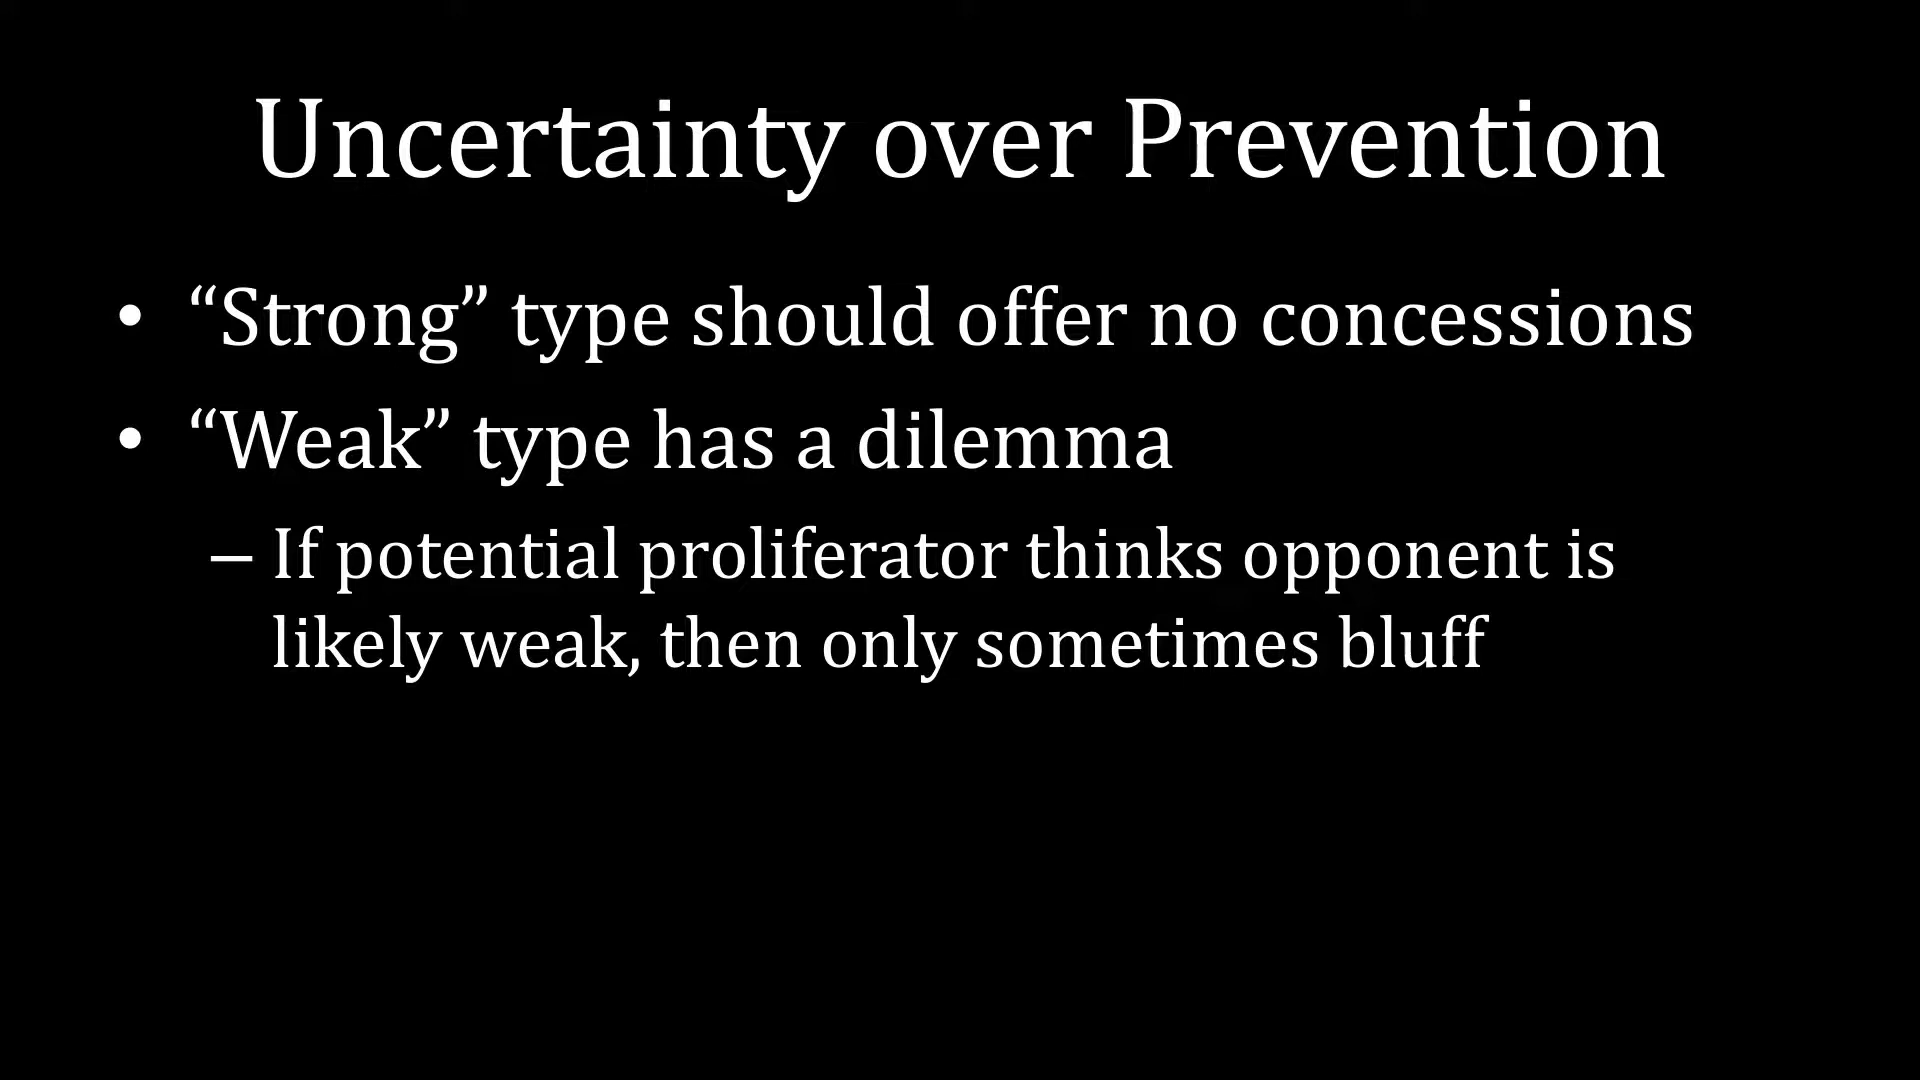 Uncertainty over Prevention
• “Strong” type should offer no concessions
• “Weak” type has a dilemma
– If potential proliferator thinks opponent is
likely weak, then only sometimes bluff